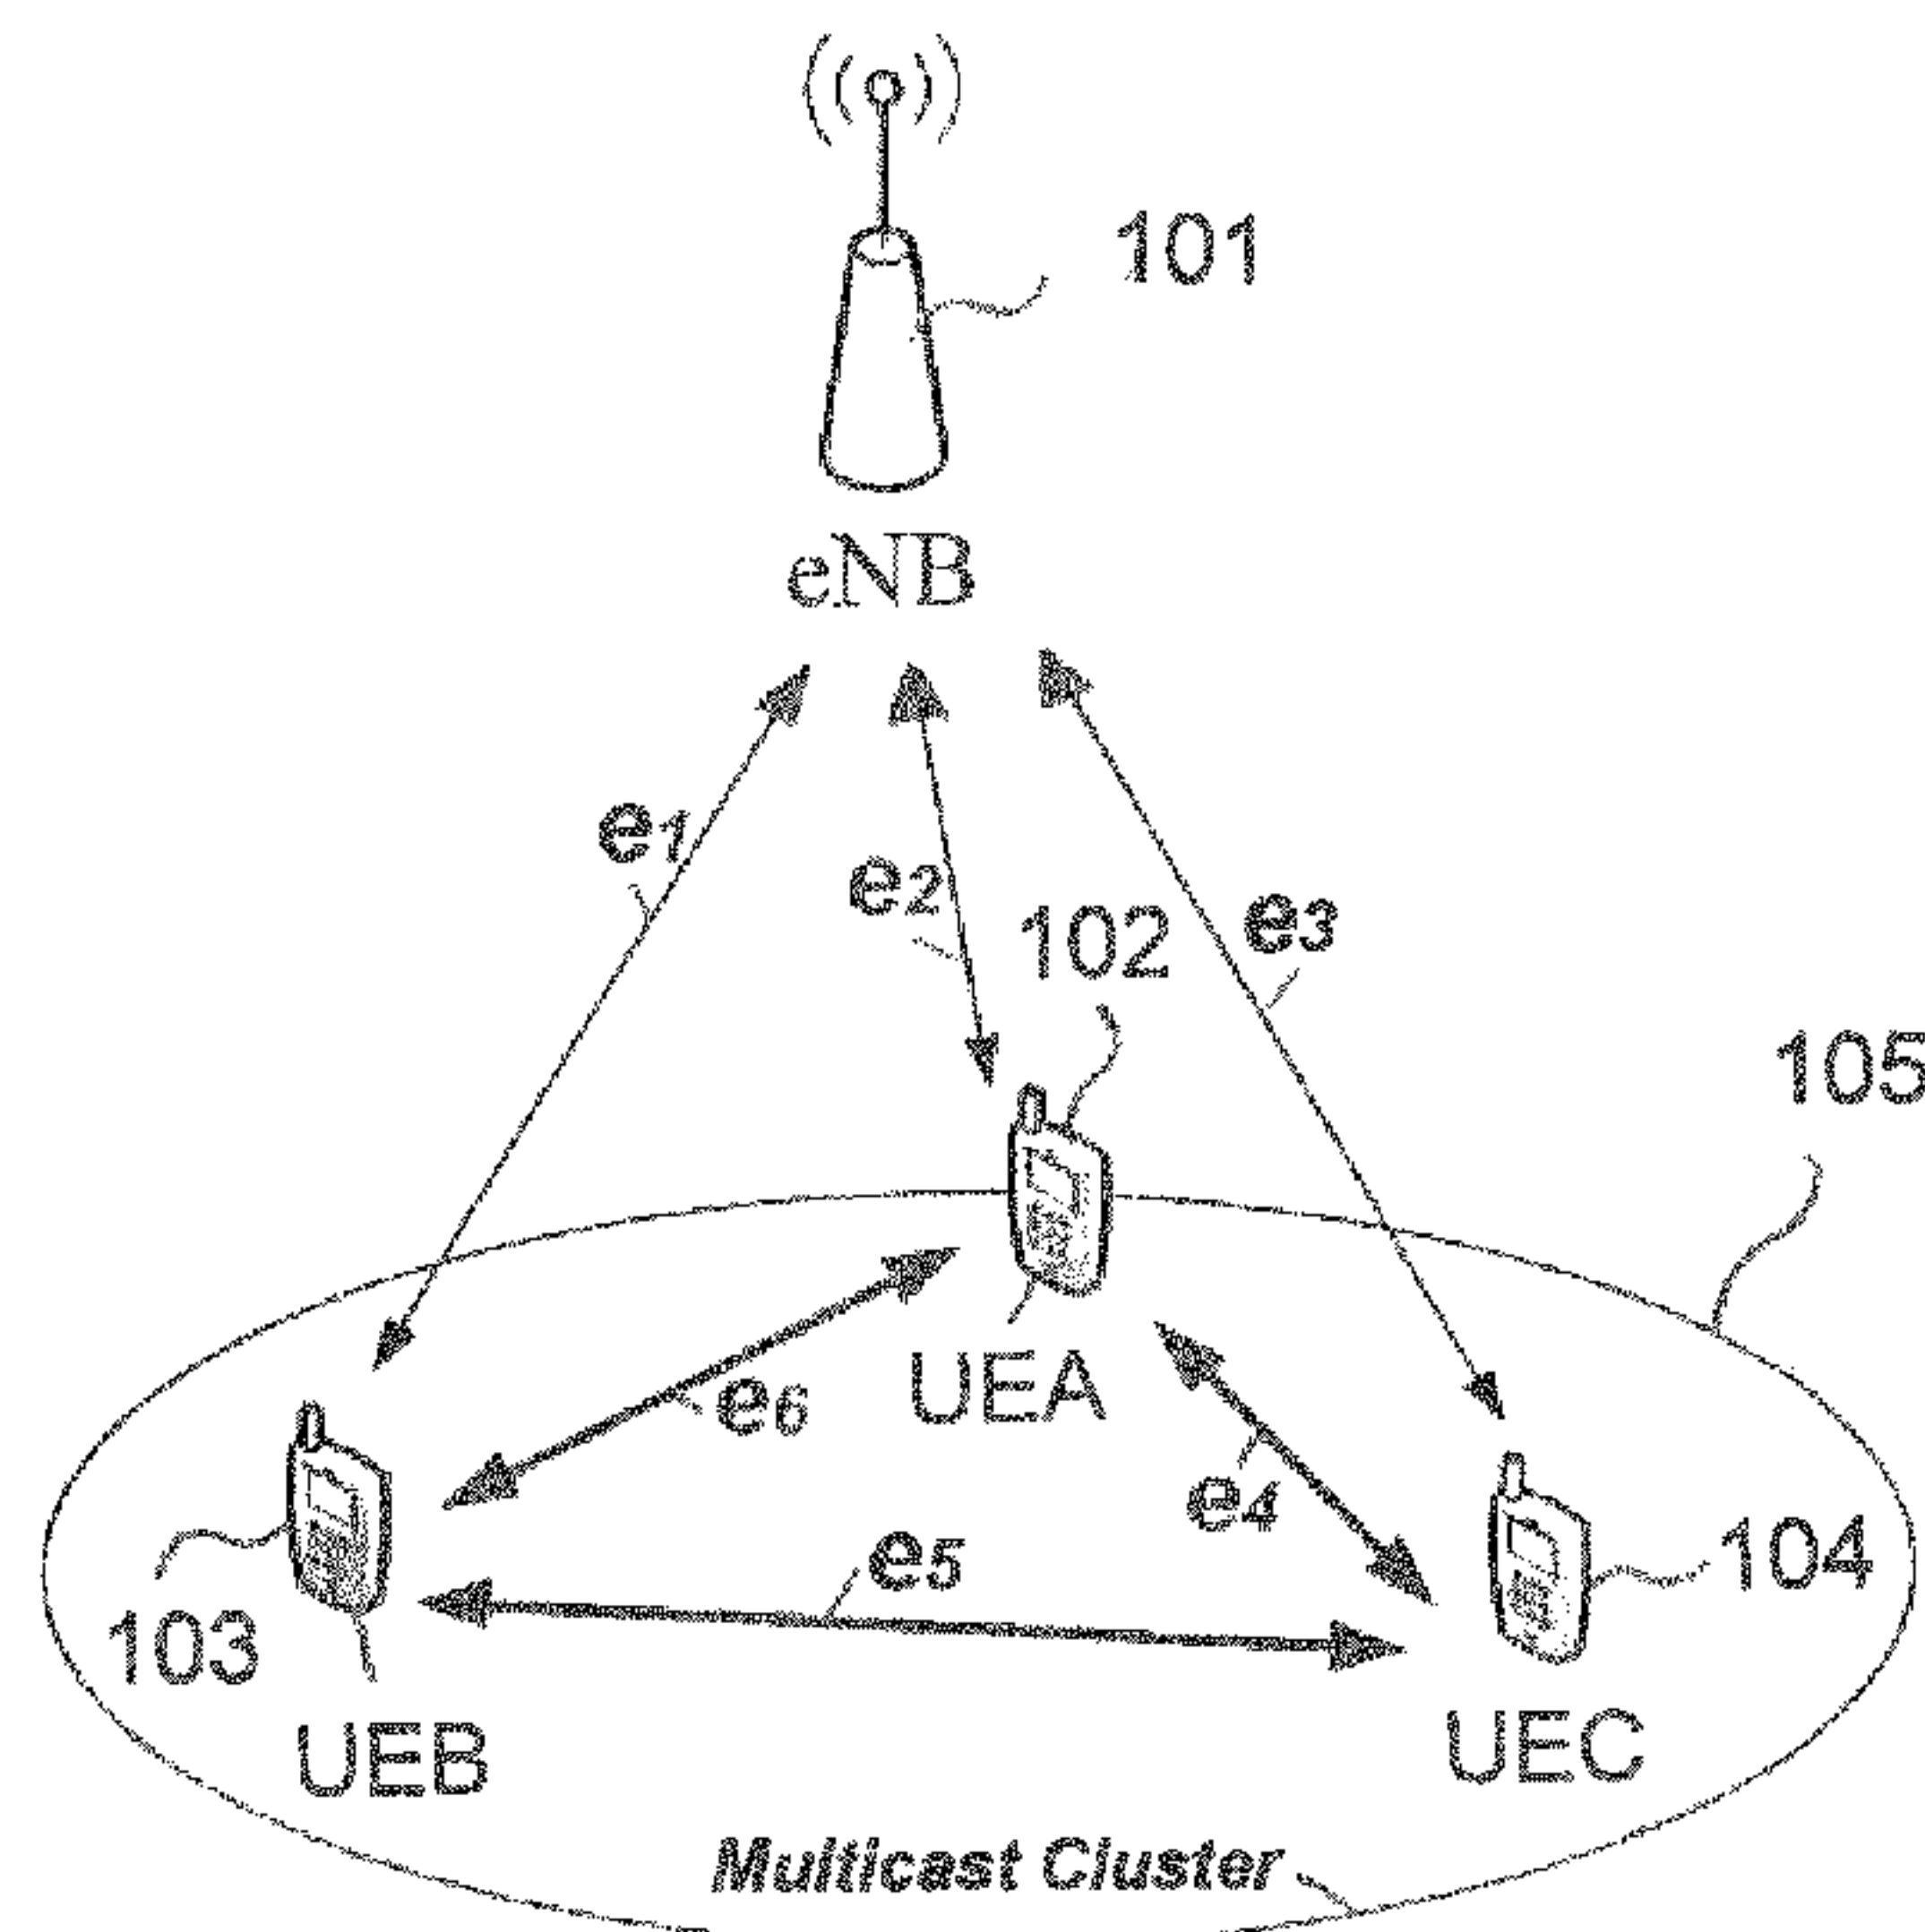 101
eNB
e1
e2
102
e3
105
UEA
e6
e4
e5
104
103
UEB
UEC
Multicast Cluster